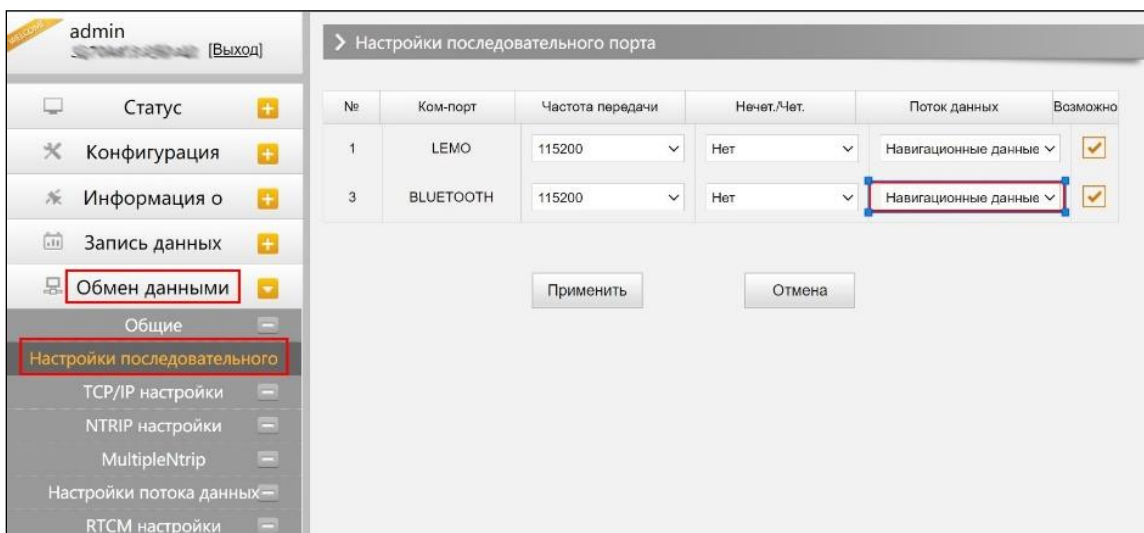 WELCOME
admin
[Выход]
Статус
Конфигурация
Информация о
Запись данных
Обмен данными
Общие
Настройки последовательного
TCP/IP настройки
NTRIP настройки
MultipleNtrip
Настройки потока данных
RTCM настройки
Настройки последовательного порта
№ Ком-порт Частота передачи Нечет./Чет. Поток данных Возможно
1 LEMO 115200 Нет Навигационные данные
3 BLUETOOTH 115200 Нет Навигационные данные
Применить Отмена